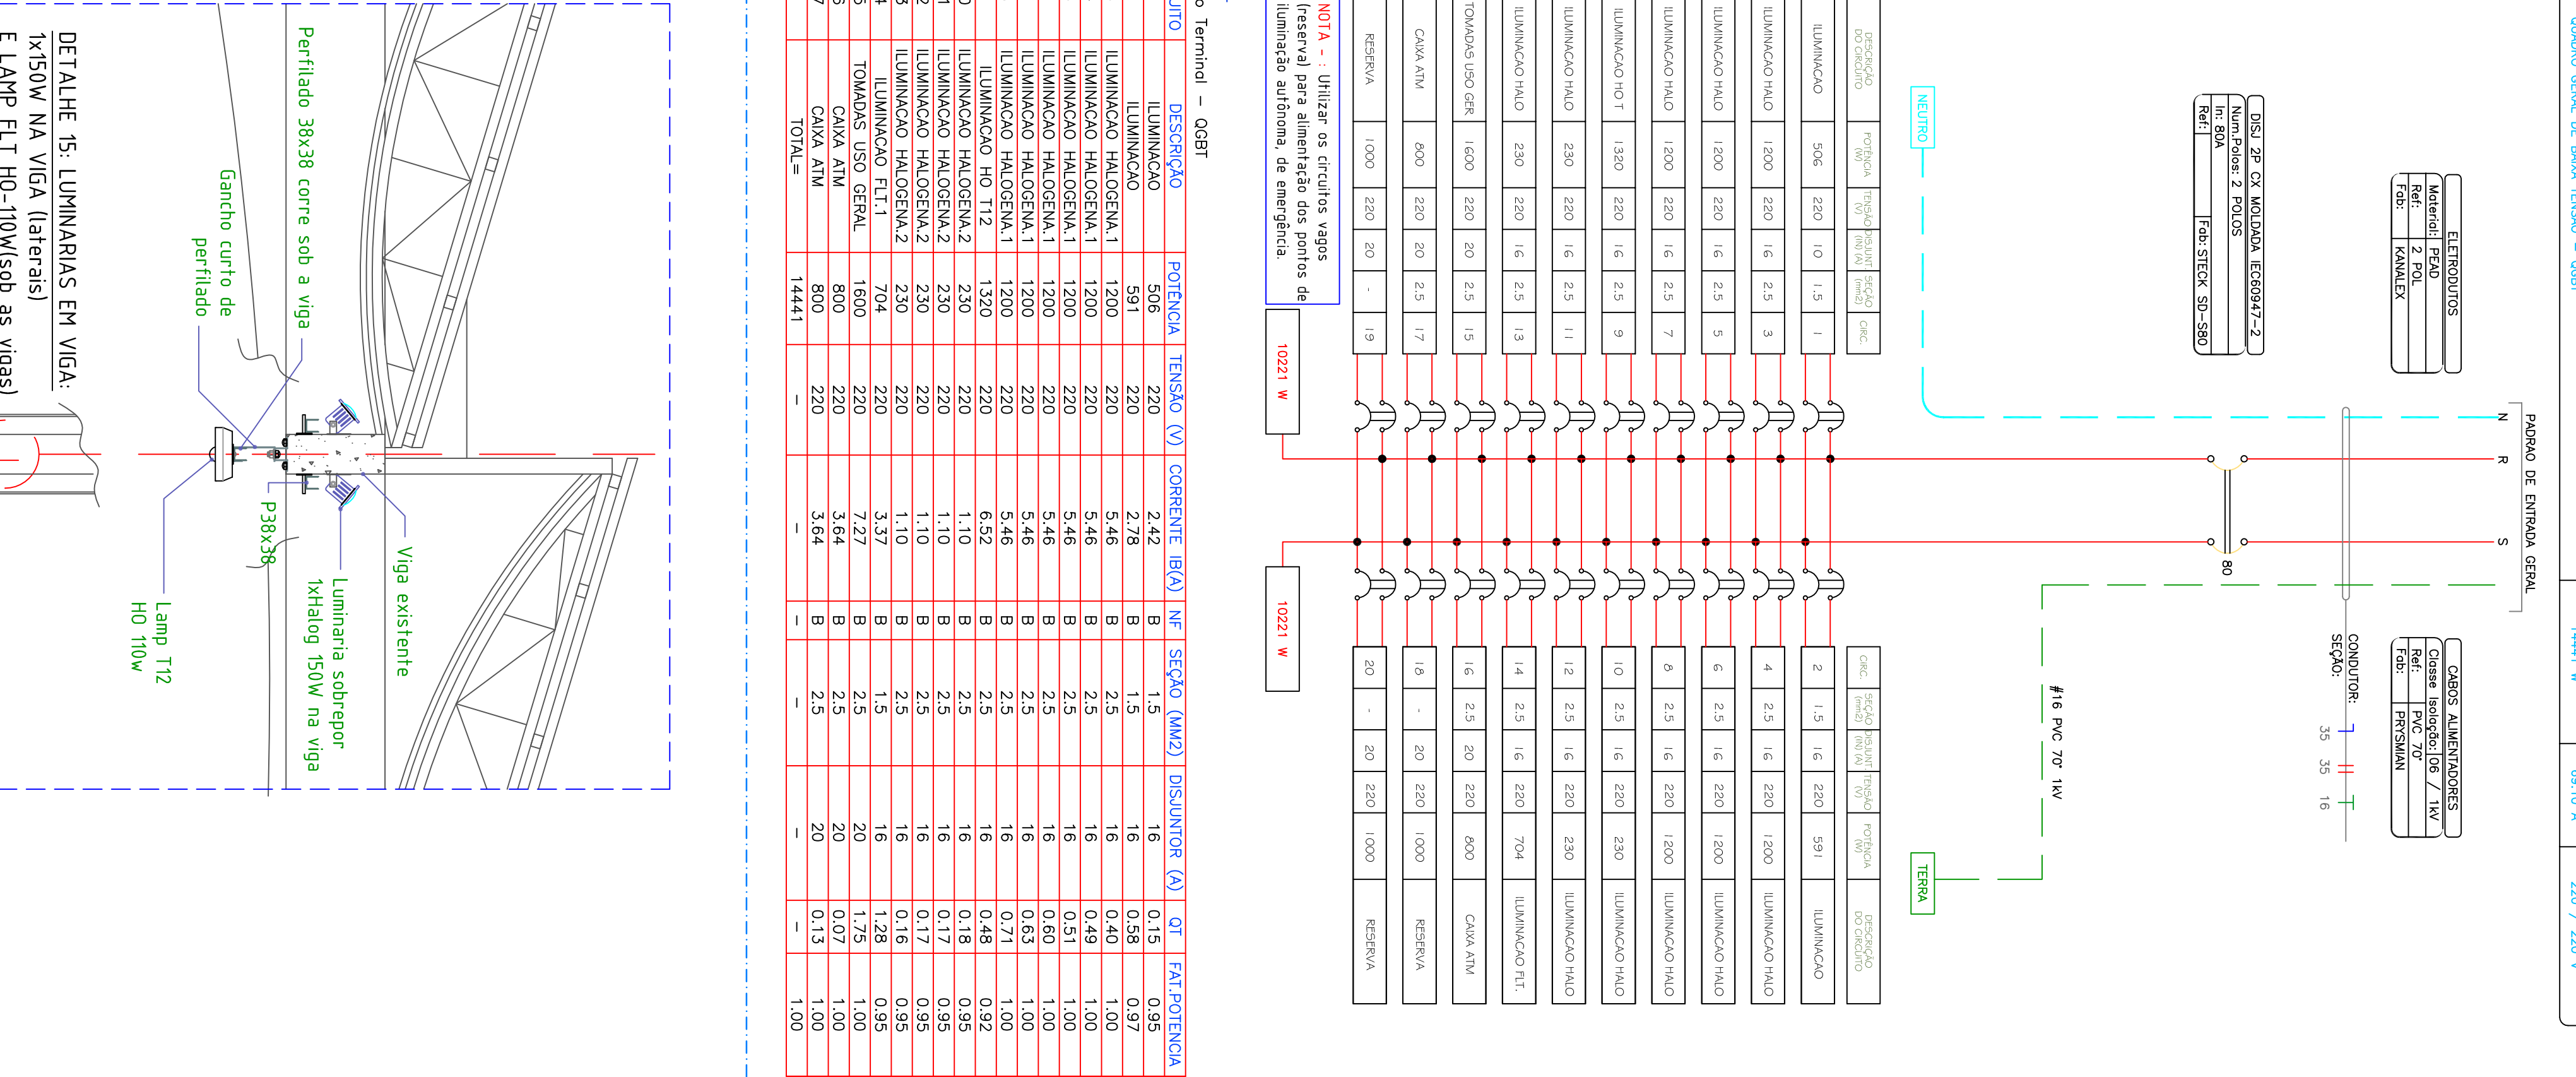 QUADRO GERAL DE BAIXA TENSAO - QGBT
220 / 220 V
ELETRODUTOS
Material: PEAD
Ref: 2 POL
Fab: KANALEX
PADRAO DE ENTRADA GERAL
N
R
S
CABOS ALIMENTADORES
Classe Isolação: 06 / 1kV
Ref: PVC 70°
Fab: PRYSMIAN
CONDUTOR:
SEÇÃO:
35
35
16
DISJ 2P CX MOLDADA IEC60947-2
Num.Polos: 2 POLOS
In: 80A
Ref: Fab: STECK SD-S80
80
#16 PVC 70° 1kV
NEUTRO
TERRA
DESCRIÇÃO DO CIRCUITO POTÊNCIA (W) TENSÃO (V) DISJUNT. (IN) (A) SEÇÃO (mm2) CIRC.
CIRC. SEÇÃO (mm2) DISJUNT. (IN) (A) TENSÃO (V) POTÊNCIA (W) DESCRIÇÃO DO CIRCUITO
ILUMINACAO 506 220 10 1.5 1
2 1.5 16 220 591 ILUMINACAO
ILUMINACAO HALO 1200 220 16 2.5 3
4 2.5 16 220 1200 ILUMINACAO HALO
ILUMINACAO HALO 1200 220 16 2.5 5
6 2.5 16 220 1200 ILUMINACAO HALO
ILUMINACAO HALO 1200 220 16 2.5 7
8 2.5 16 220 1200 ILUMINACAO HALO
ILUMINACAO HO T 1320 220 16 2.5 9
10 2.5 16 220 230 ILUMINACAO HALO
ILUMINACAO HALO 230 220 16 2.5 11
12 2.5 16 220 230 ILUMINACAO HALO
ILUMINACAO HALO 230 220 16 2.5 13
14 2.5 16 220 704 ILUMINACAO FLT.
TOMADAS USO GER 1600 220 20 2.5 15
16 2.5 20 220 800 CAIXA ATM
CAIXA ATM 800 220 20 2.5 17
18 - 20 220 1000 RESERVA
RESERVA 1000 220 20 - 19
20 - 20 220 1000 RESERVA
10221 W
10221 W
NOTA - : Utilizar os circuitos vagos
(reserva) para alimentação dos pontos de
iluminação autônoma, de emergência.
o Terminal - QGBT
UITO DESCRIÇÃO POTÊNCIA TENSÃO (V) CORRENTE IB(A) NF SEÇÃO (MM2) DISJUNTOR (A) QT FAT.POTENCIA
ILUMINACAO 506 220 2.42 B 1.5 16 0.15 0.95
ILUMINACAO 591 220 2.78 B 1.5 16 0.58 0.97
ILUMINACAO HALOGENA.1 1200 220 5.46 B 2.5 16 0.40 1.00
ILUMINACAO HALOGENA.1 1200 220 5.46 B 2.5 16 0.49 1.00
ILUMINACAO HALOGENA.1 1200 220 5.46 B 2.5 16 0.51 1.00
ILUMINACAO HALOGENA.1 1200 220 5.46 B 2.5 16 0.60 1.00
ILUMINACAO HALOGENA.1 1200 220 5.46 B 2.5 16 0.63 1.00
ILUMINACAO HALOGENA.1 1200 220 5.46 B 2.5 16 0.71 1.00
ILUMINACAO HO T12 1320 220 6.52 B 2.5 16 0.48 0.92
0 ILUMINACAO HALOGENA.2 230 220 1.10 B 2.5 16 0.18 0.95
1 ILUMINACAO HALOGENA.2 230 220 1.10 B 2.5 16 0.17 0.95
2 ILUMINACAO HALOGENA.2 230 220 1.10 B 2.5 16 0.17 0.95
3 ILUMINACAO HALOGENA.2 230 220 1.10 B 2.5 16 0.16 0.95
4 ILUMINACAO FLT.1 704 220 3.37 B 1.5 16 1.28 0.95
5 TOMADAS USO GERAL 1600 220 7.27 B 2.5 20 1.75 1.00
6 CAIXA ATM 800 220 3.64 B 2.5 20 0.07 1.00
7 CAIXA ATM 800 220 3.64 B 2.5 20 0.13 1.00
TOTAL= 14441 - - - - - - 1.00
Perfilado 38x38 corre sob a viga
Gancho curto de
perfilado
Viga existente
Luminaria sobrepor
1xHalog 150W na viga
P38x38
Lamp T12
HO 110w
DETALHE 15: LUMINARIAS EM VIGA:
1x150W NA VIGA (laterais)
E LAMP FLT HO-110W(sob as vigas)